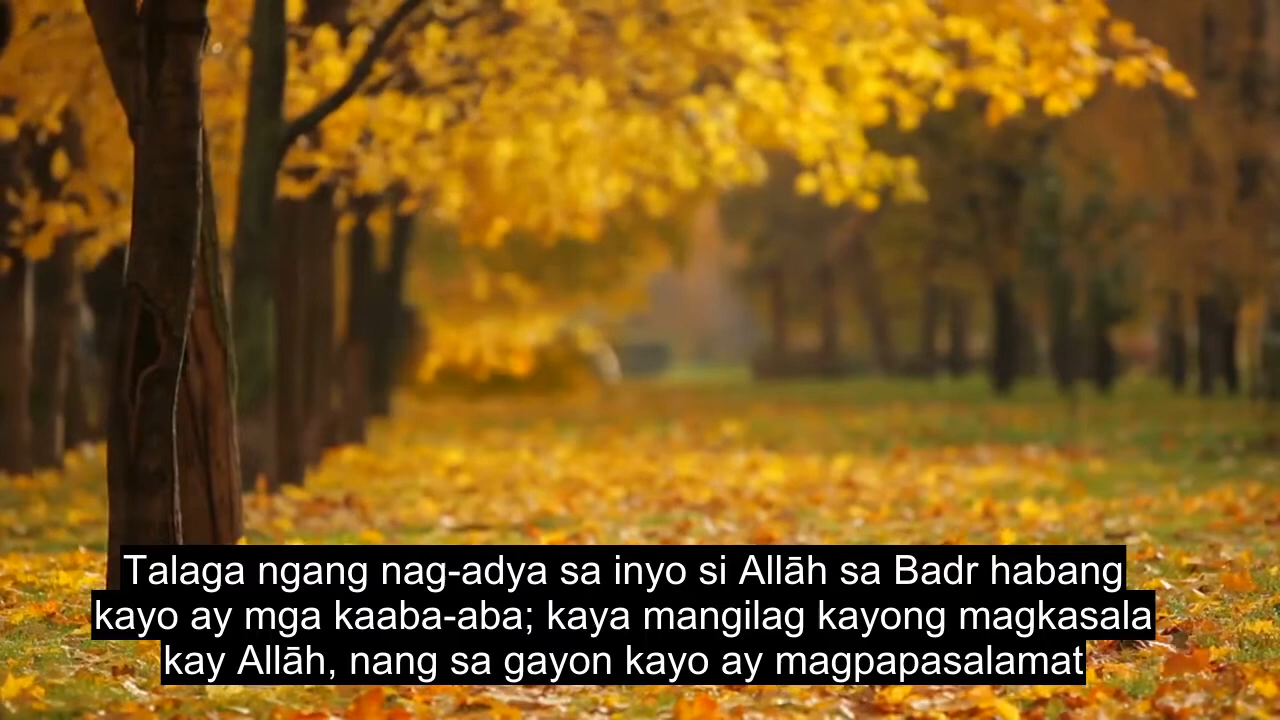 Talaga ngang nag-adya sa inyo si Allāh sa Badr habang
kayo ay mga kaaba-aba; kaya mangilag kayong magkasala
kay Allāh, nang sa gayon kayo ay magpapasalamat